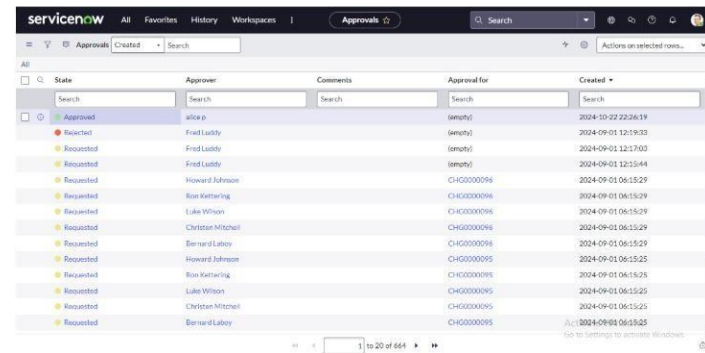 servicenow All Favorites History Workspaces Approvals Search
Approvals Created Search Actions on selected rows...
All
State Approver Comments Approval for Created
Search Search Search Search Search
Approved alice p (empty) 2024-10-22 22:26:19
Rejected Fred Luddy (empty) 2024-09-01 12:19:33
Requested Fred Luddy (empty) 2024-09-01 12:17:03
Requested Fred Luddy (empty) 2024-09-01 12:15:44
Requested Howard Johnson CHG0000096 2024-09-01 06:15:29
Requested Ron Kettering CHG0000096 2024-09-01 06:15:29
Requested Luke Wilson CHG0000096 2024-09-01 06:15:29
Requested Christen Mitchell CHG0000096 2024-09-01 06:15:29
Requested Bernard Laboy CHG0000096 2024-09-01 06:15:29
Requested Howard Johnson CHG0000095 2024-09-01 06:15:25
Requested Ron Kettering CHG0000095 2024-09-01 06:15:25
Requested Luke Wilson CHG0000095 2024-09-01 06:15:25
Requested Christen Mitchell CHG0000095 2024-09-01 06:15:25
Requested Bernard Laboy CHG0000095 2024-09-01 06:15:25
Go to Settings to activate Windows.
1 to 20 of 664